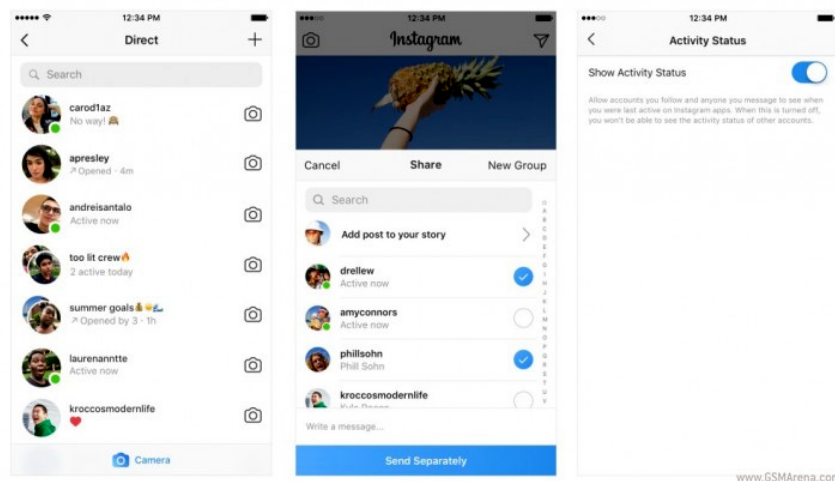 12:34 PM
Direct
Search
carod1az
No way! 🙈
apresley
↗ Opened · 4m
andreisantalo
Active now
too lit crew🔥
2 active today
summer goals💰☀️🌊
↗ Opened by 3 · 1h
laurenanntte
Active now
kroccosmodernlife
❤️
Camera
12:34 PM
Instagram
Cancel Share New Group
Search
Add post to your story
drellew
Active now
amyconnors
Active now
phillsohn
Phill Sohn
kroccosmodernlife
Write a message...
Send Separately
12:34 PM
Activity Status
Show Activity Status
Allow accounts you follow and anyone you message to see when
you were last active on Instagram apps. When this is turned off,
you won't be able to see the activity status of other accounts.
www.GSMArena.com